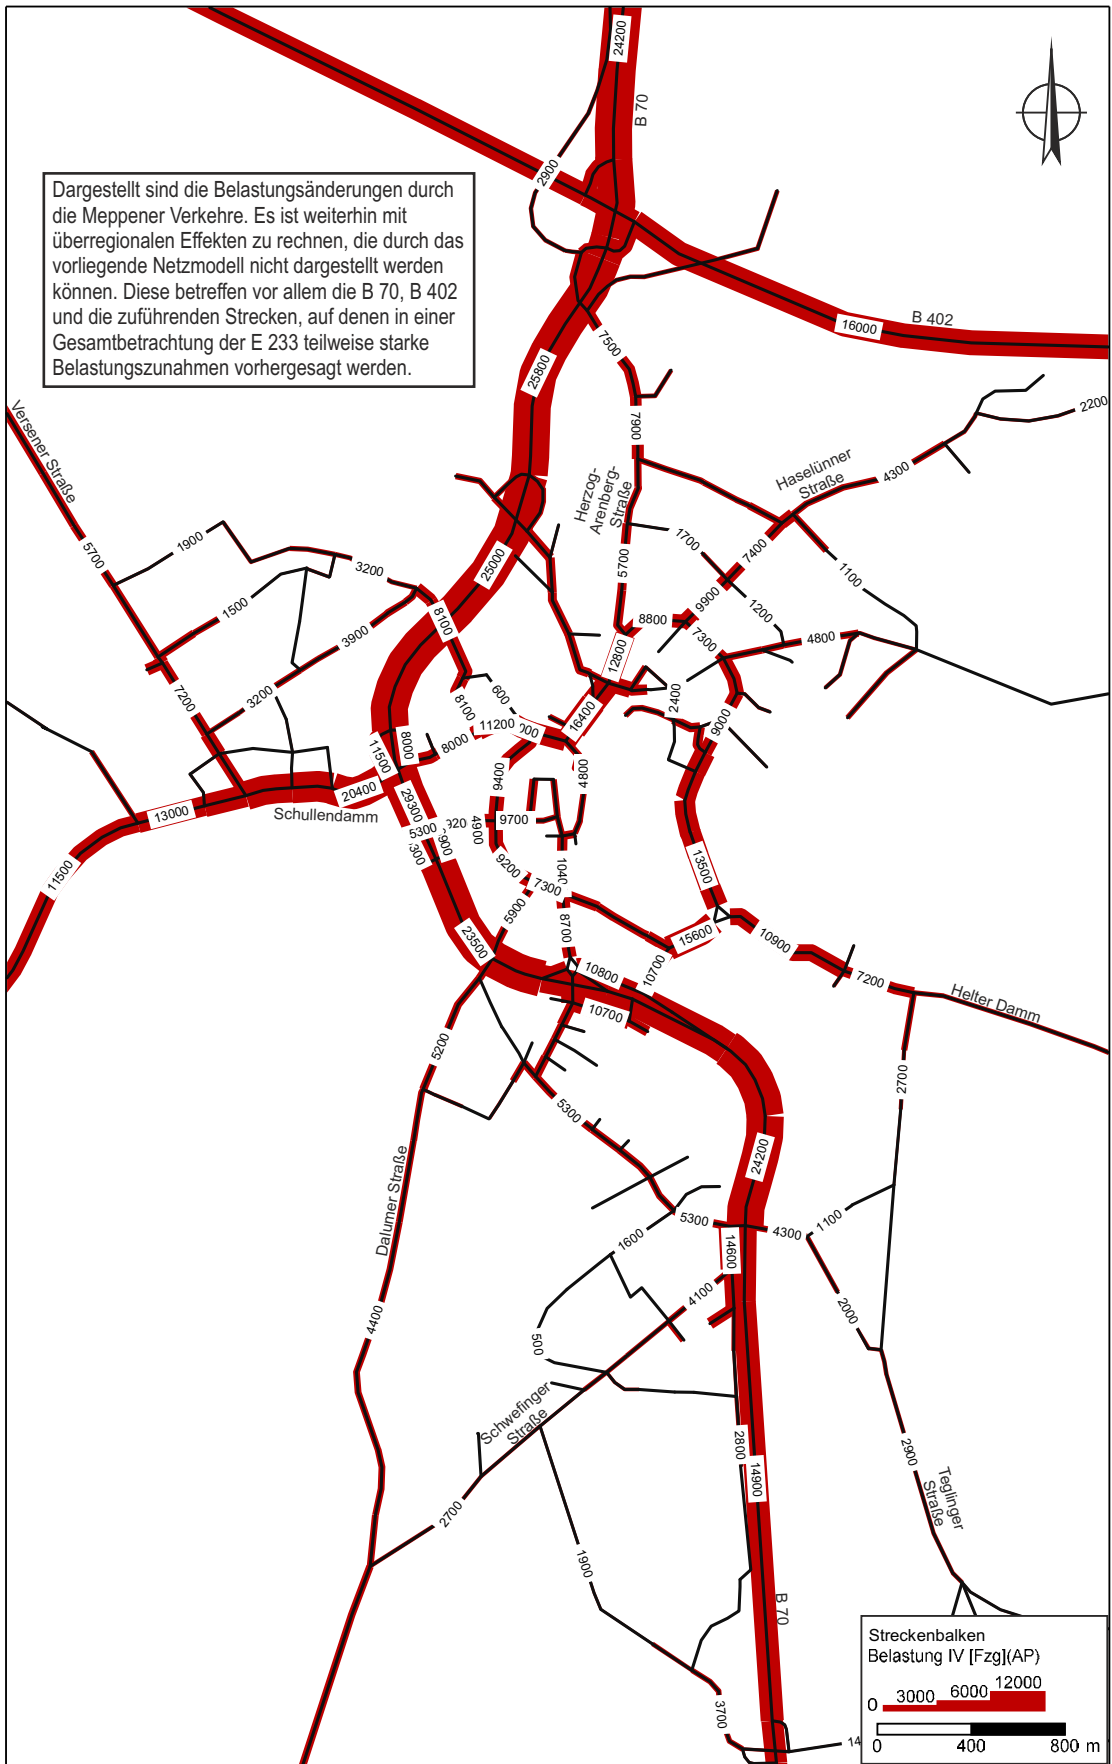 24200
B 70
2900
Dargestellt sind die Belastungsänderungen durch
die Meppener Verkehre. Es ist weiterhin mit
überregionalen Effekten zu rechnen, die durch das
vorliegende Netzmodell nicht dargestellt werden
können. Diese betreffen vor allem die B 70, B 402
und die zuführenden Strecken, auf denen in einer
Gesamtbetrachtung der E 233 teilweise starke
Belastungszunahmen vorhergesagt werden.
16000
B 402
7500
25800
7900
2200
Versener Straße
Haselünner
Straße
4300
Herzog-
Arenberg-
Straße
5700
1900
1700
7400
25000
5700
3200
1100
1500
9900
1200
8100
8800
3900
7300
4800
12800
600
7200
3200
8100
2400
16400
11200
9000
8000
8000
11500
9400
4800
20400
29300
13000
Schullendamm
9700
5300
4900
13500
11500
9200
7300
5900
8700
15600
10900
23500
10800
10700
7200
10700
Helter Damm
5200
2700
5300
24200
Dalumer Straße
5300
4300
1100
1600
14600
4100
2000
4400
500
Schwefinger
Straße
2800
14900
2900
Teglinger
Straße
2700
1900
B 70
3700
Streckenbalken
Belastung IV [Fzg](AP)
0 3000 6000 12000
0 400 800 m